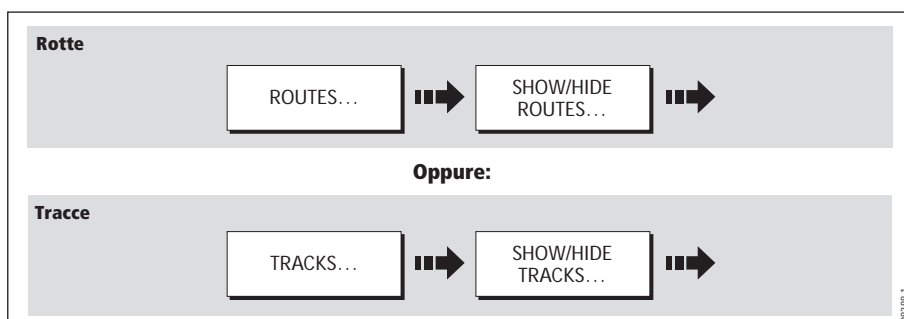 Rotte
ROUTES...
SHOW/HIDE
ROUTES...
Oppure:
Tracce
TRACKS...
SHOW/HIDE
TRACKS...